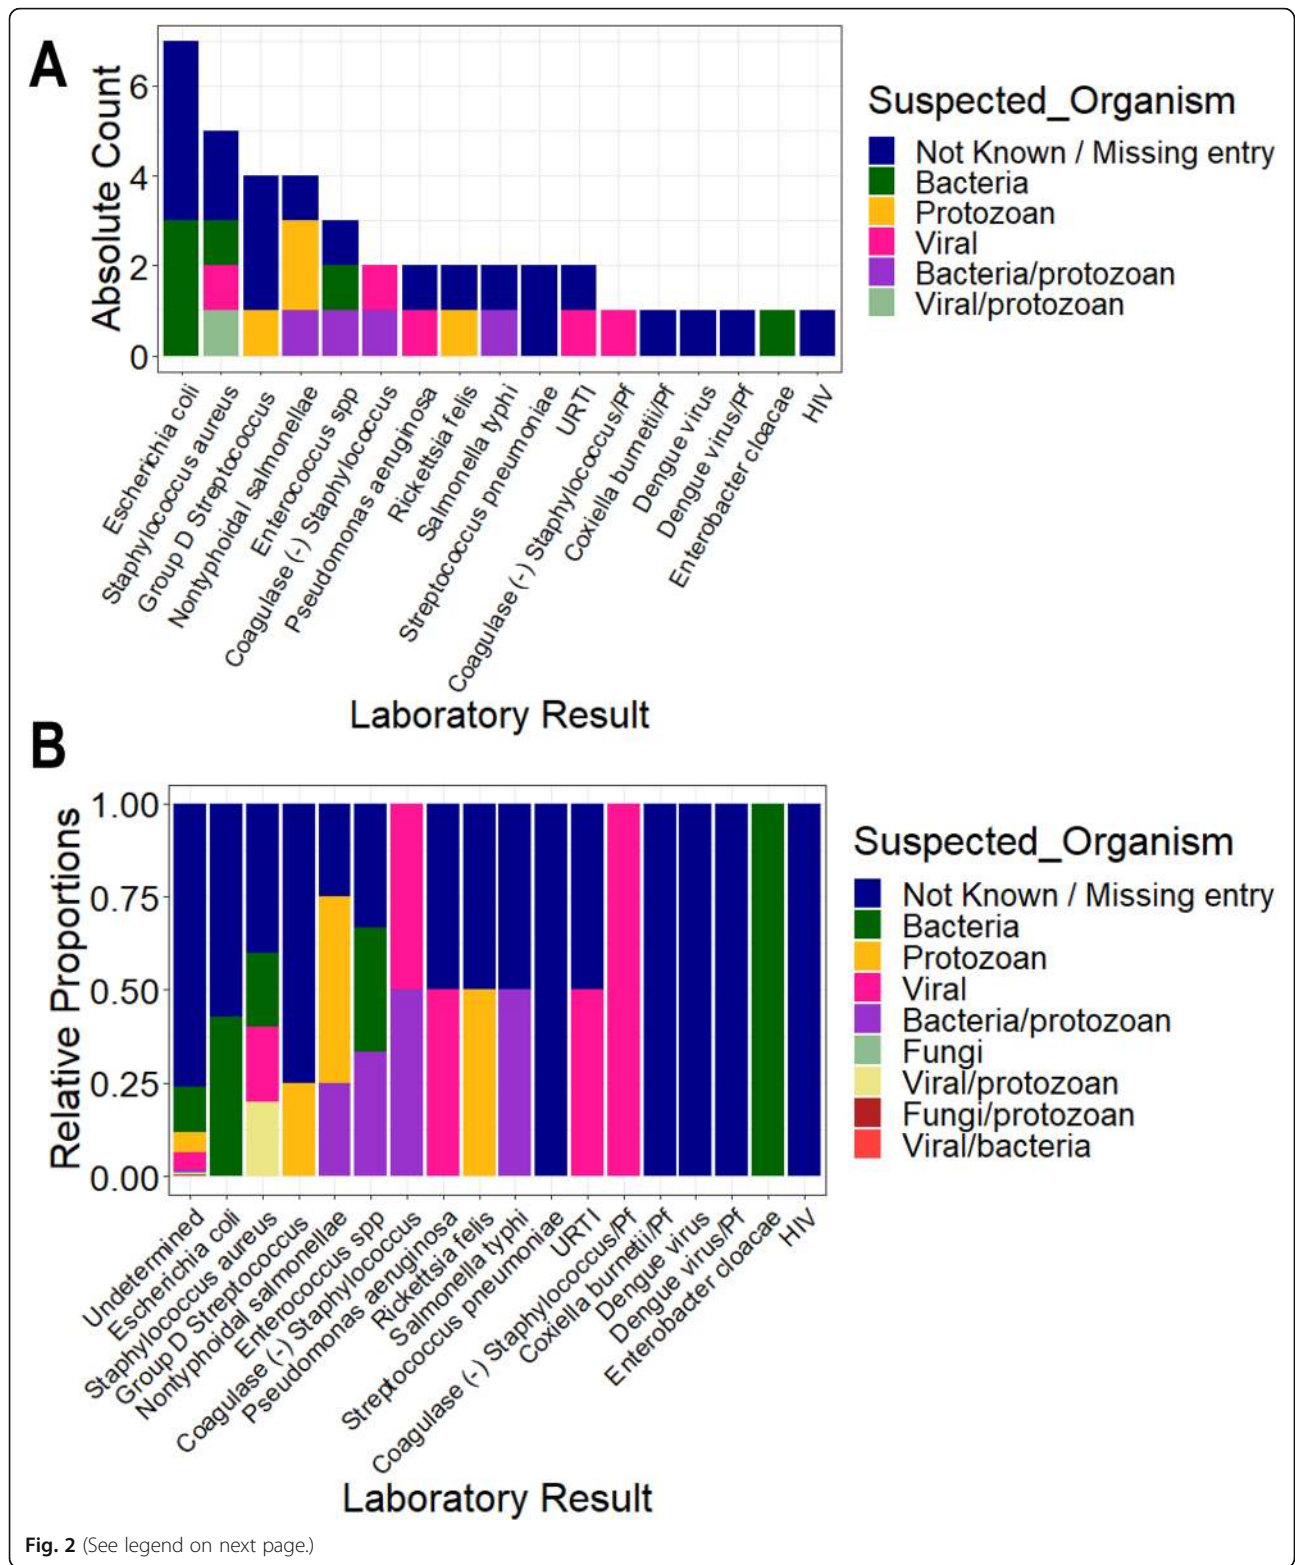 A
Absolute Count
6
4
2
0
Escherichia coli
Staphylococcus aureus
Group D Streptococcus
Nontyphoidal salmonellae
Enterococcus spp
Coagulase (-) Staphylococcus
Pseudomonas aeruginosa
Rickettsia felis
Salmonella typhi
Streptococcus pneumoniae
URTI
Coagulase (-) Staphylococcus/Pf
Coxiella burnetii/Pf
Dengue virus
Dengue virus/Pf
Enterobacter cloacae
HIV
Laboratory Result
Suspected_Organism
Not Known / Missing entry
Bacteria
Protozoan
Viral
Bacteria/protozoan
Viral/protozoan
B
Relative Proportions
1.00
0.75
0.50
0.25
0.00
Undetermined
Escherichia coli
Staphylococcus aureus
Group D Streptococcus
Nontyphoidal salmonellae
Enterococcus spp
Coagulase (-) Staphylococcus
Pseudomonas aeruginosa
Rickettsia felis
Salmonella typhi
Streptococcus pneumoniae
URTI
Coagulase (-) Staphylococcus/Pf
Coxiella burnetii/Pf
Dengue virus
Dengue virus/Pf
Enterobacter cloacae
HIV
Laboratory Result
Suspected_Organism
Not Known / Missing entry
Bacteria
Protozoan
Viral
Bacteria/protozoan
Fungi
Viral/protozoan
Fungi/protozoan
Viral/bacteria
Fig. 2 (See legend on next page.)